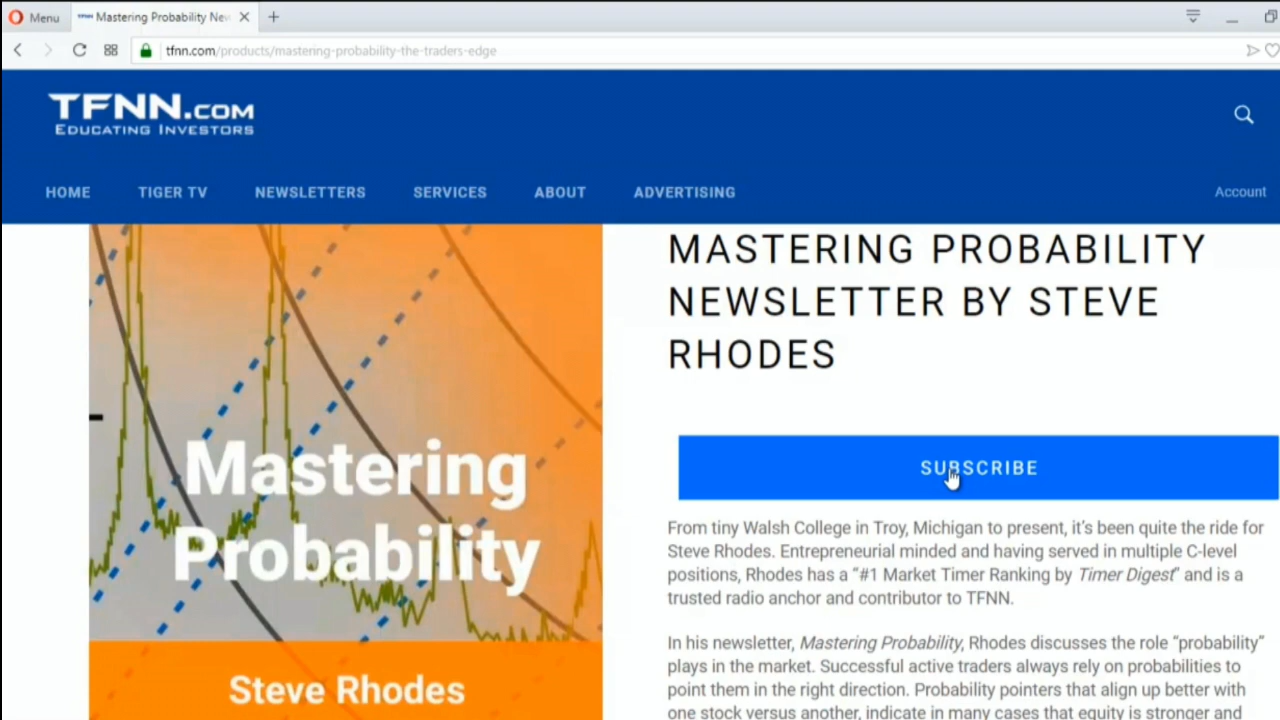 Menu
Mastering Probability New
tfnn.com/products/mastering-probability-the-traders-edge
TFNN.COM
EDUCATING INVESTORS
HOME TIGER TV NEWSLETTERS SERVICES ABOUT ADVERTISING Account
Mastering
Probability
Steve Rhodes
MASTERING PROBABILITY
NEWSLETTER BY STEVE
RHODES
SUBSCRIBE
From tiny Walsh College in Troy, Michigan to present, it’s been quite the ride for
Steve Rhodes. Entrepreneurial minded and having served in multiple C-level
positions, Rhodes has a “#1 Market Timer Ranking by Timer Digest” and is a
trusted radio anchor and contributor to TFNN.
In his newsletter, Mastering Probability, Rhodes discusses the role “probability”
plays in the market. Successful active traders always rely on probabilities to
point them in the right direction. Probability pointers that align up better with
one stock versus another, indicate in many cases that equity is stronger and